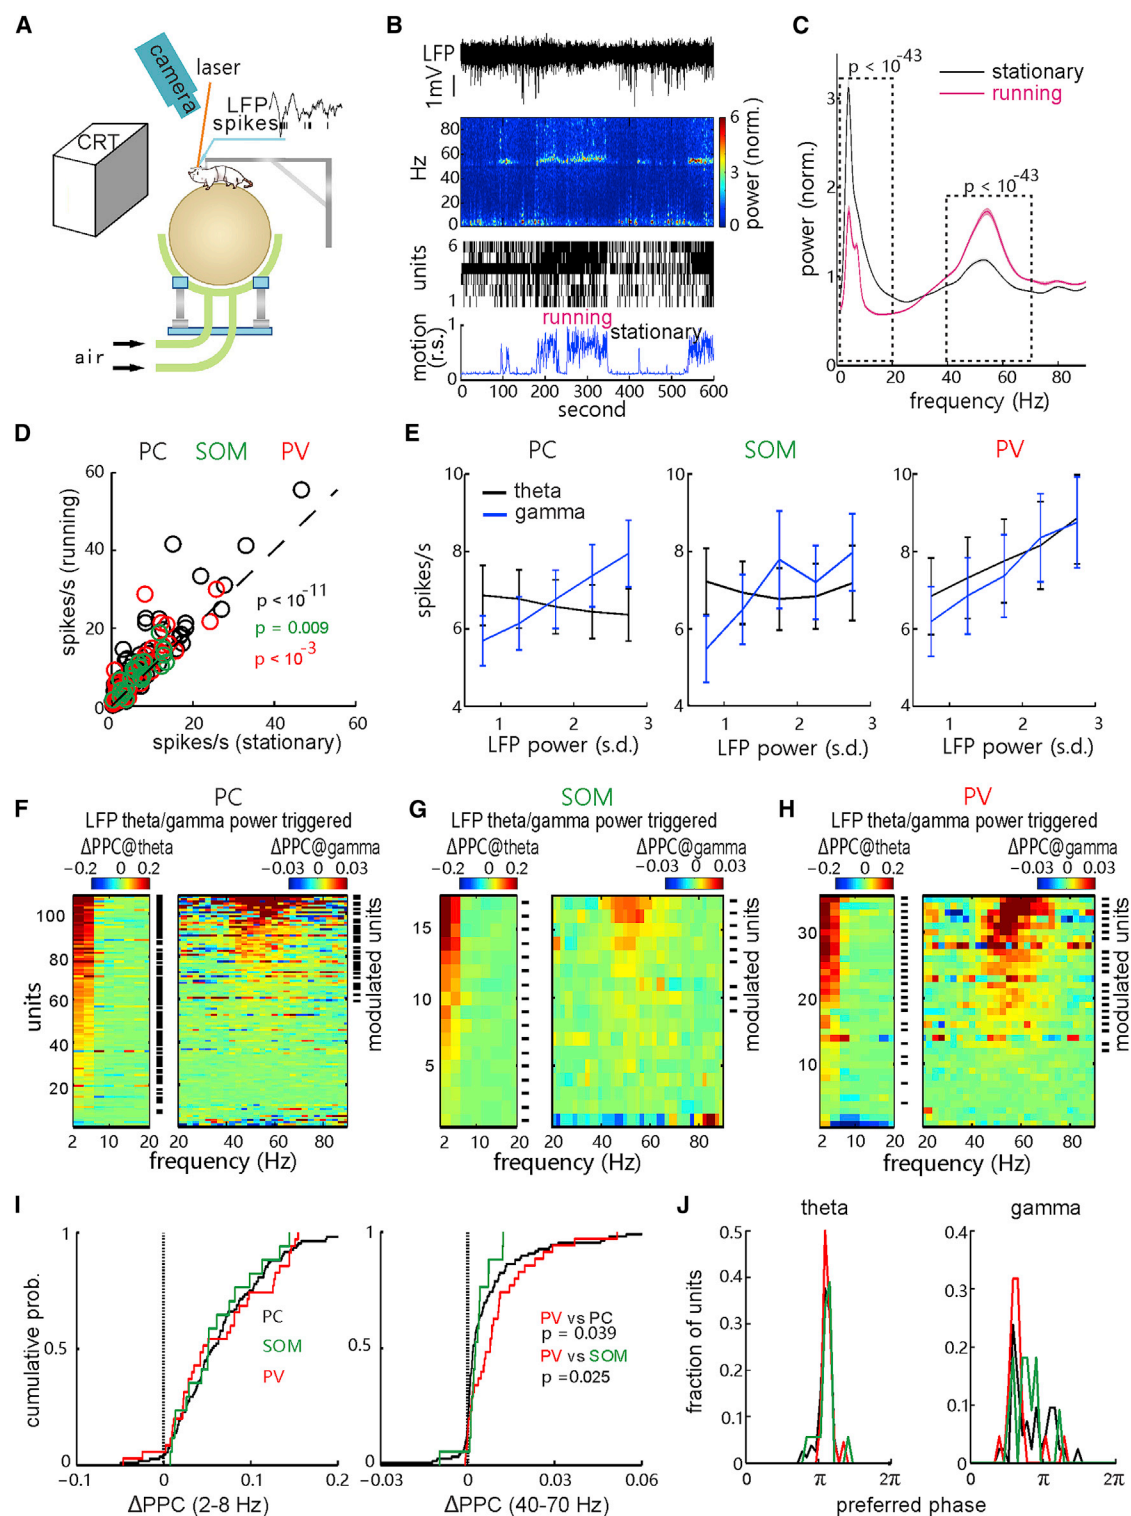 A
camera
laser
LFP
spikes
CRT
air
B
LFP
1mV
Hz
80
60
40
20
0
power (norm.)
6
3
0
units
6
1
running
stationary
motion
(r.s.)
1
0
0 100 200 300 400 500 600
second
C
p < 10-43
stationary
running
p < 10-43
power (norm.)
3
2
1
0
0 20 40 60 80
frequency (Hz)
D
PC SOM PV
spikes/s (running)
60
40
20
0
p < 10-11
p = 0.009
p < 10-3
0 20 40 60
spikes/s (stationary)
E
PC
SOM
PV
theta
gamma
spikes/s
10
8
6
4
1 2 3
LFP power (s.d.)
10
8
6
4
1 2 3
LFP power (s.d.)
10
8
6
4
1 2 3
LFP power (s.d.)
F
PC
LFP theta/gamma power triggered
ΔPPC@theta
−0.2 0 0.2
ΔPPC@gamma
−0.03 0 0.03
units
100
80
60
40
20
modulated units
2 10 20
20 40 60 80
frequency (Hz)
G
SOM
LFP theta/gamma power triggered
ΔPPC@theta
−0.2 0 0.2
ΔPPC@gamma
−0.03 0 0.03
15
10
5
modulated units
2 10 20
20 40 60 80
frequency (Hz)
H
PV
LFP theta/gamma power triggered
ΔPPC@theta
−0.2 0 0.2
ΔPPC@gamma
−0.03 0 0.03
30
20
10
modulated units
2 10 20
20 40 60 80
frequency (Hz)
I
cumulative prob.
1
0.5
0
PC
SOM
PV
−0.1 0 0.1 0.2
ΔPPC (2-8 Hz)
1
0.5
0
PV vs PC
p = 0.039
PV vs SOM
p =0.025
−0.03 0 0.03 0.06
ΔPPC (40-70 Hz)
J
theta
gamma
fraction of units
0.5
0.4
0.3
0.2
0.1
0
π 2π
0.4
0.3
0.2
0.1
0
π 2π
preferred phase